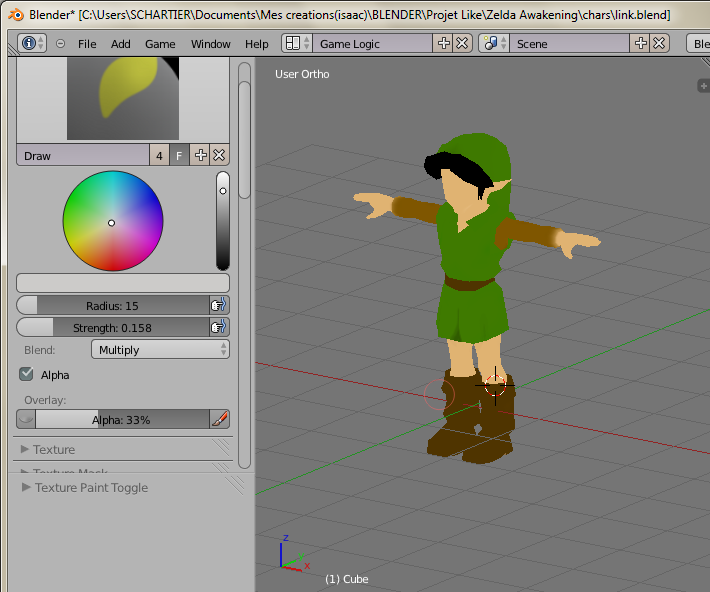 Blender* [C:\Users\SCHARTIER\Documents\Mes creations(isaac)\BLENDER\Projet Like\Zelda Awakening\chars\link.blend]
File Add Game Window Help Game Logic Scene Ble
User Ortho
Draw 4 F
Radius: 15
Strength: 0.158
Blend: Multiply
Alpha
Overlay:
Alpha: 33%
Texture
Texture Mask
Texture Paint Toggle
z
y
x
(1) Cube